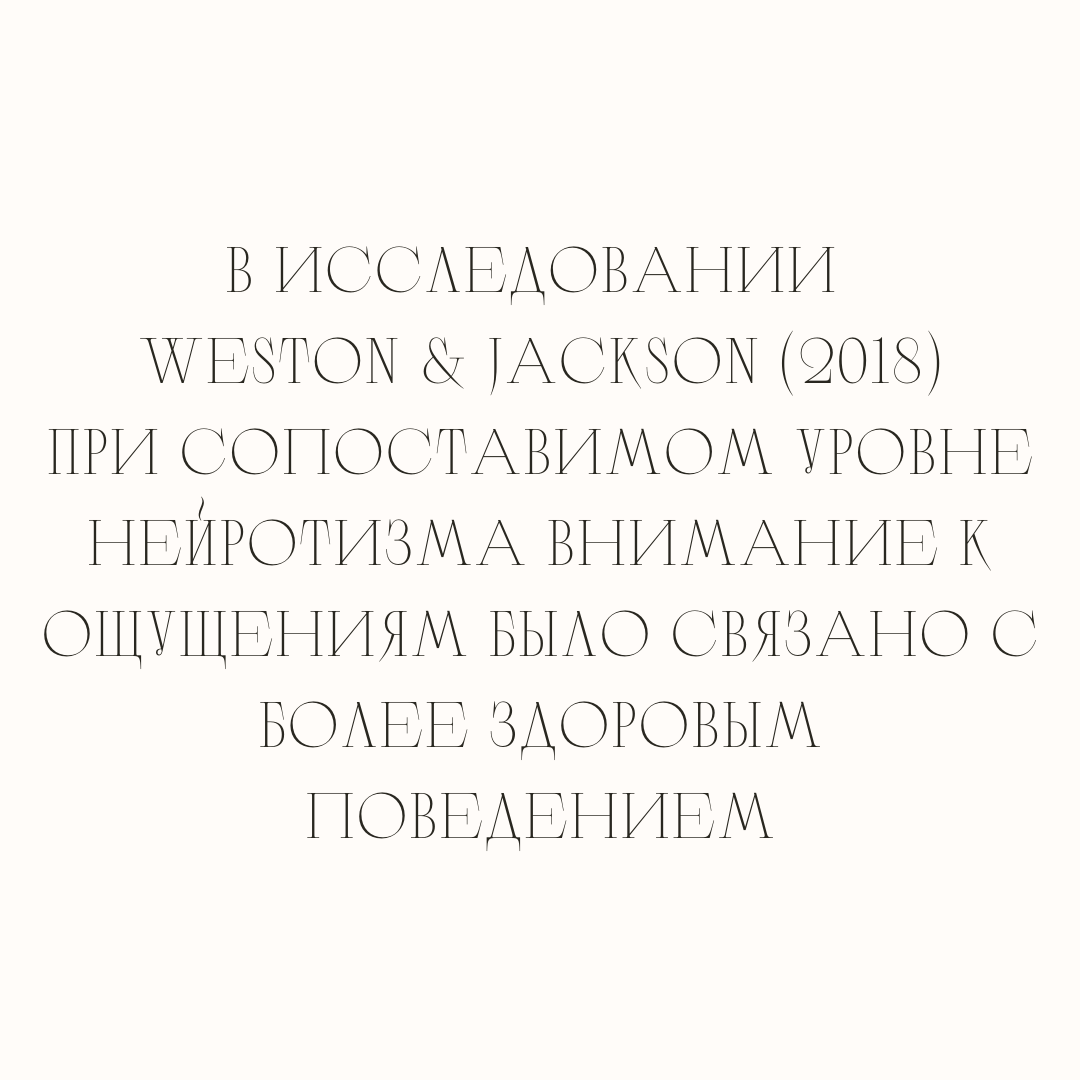 В ИССЛЕДОВАНИИ
WESTON & JACKSON (2018)
ПРИ СОПОСТАВИМОМ УРОВНЕ
НЕЙРОТИЗМА ВНИМАНИЕ К
ОЩУЩЕНИЯМ БЫЛО СВЯЗАНО С
БОЛЕЕ ЗДОРОВЫМ
ПОВЕДЕНИЕМ